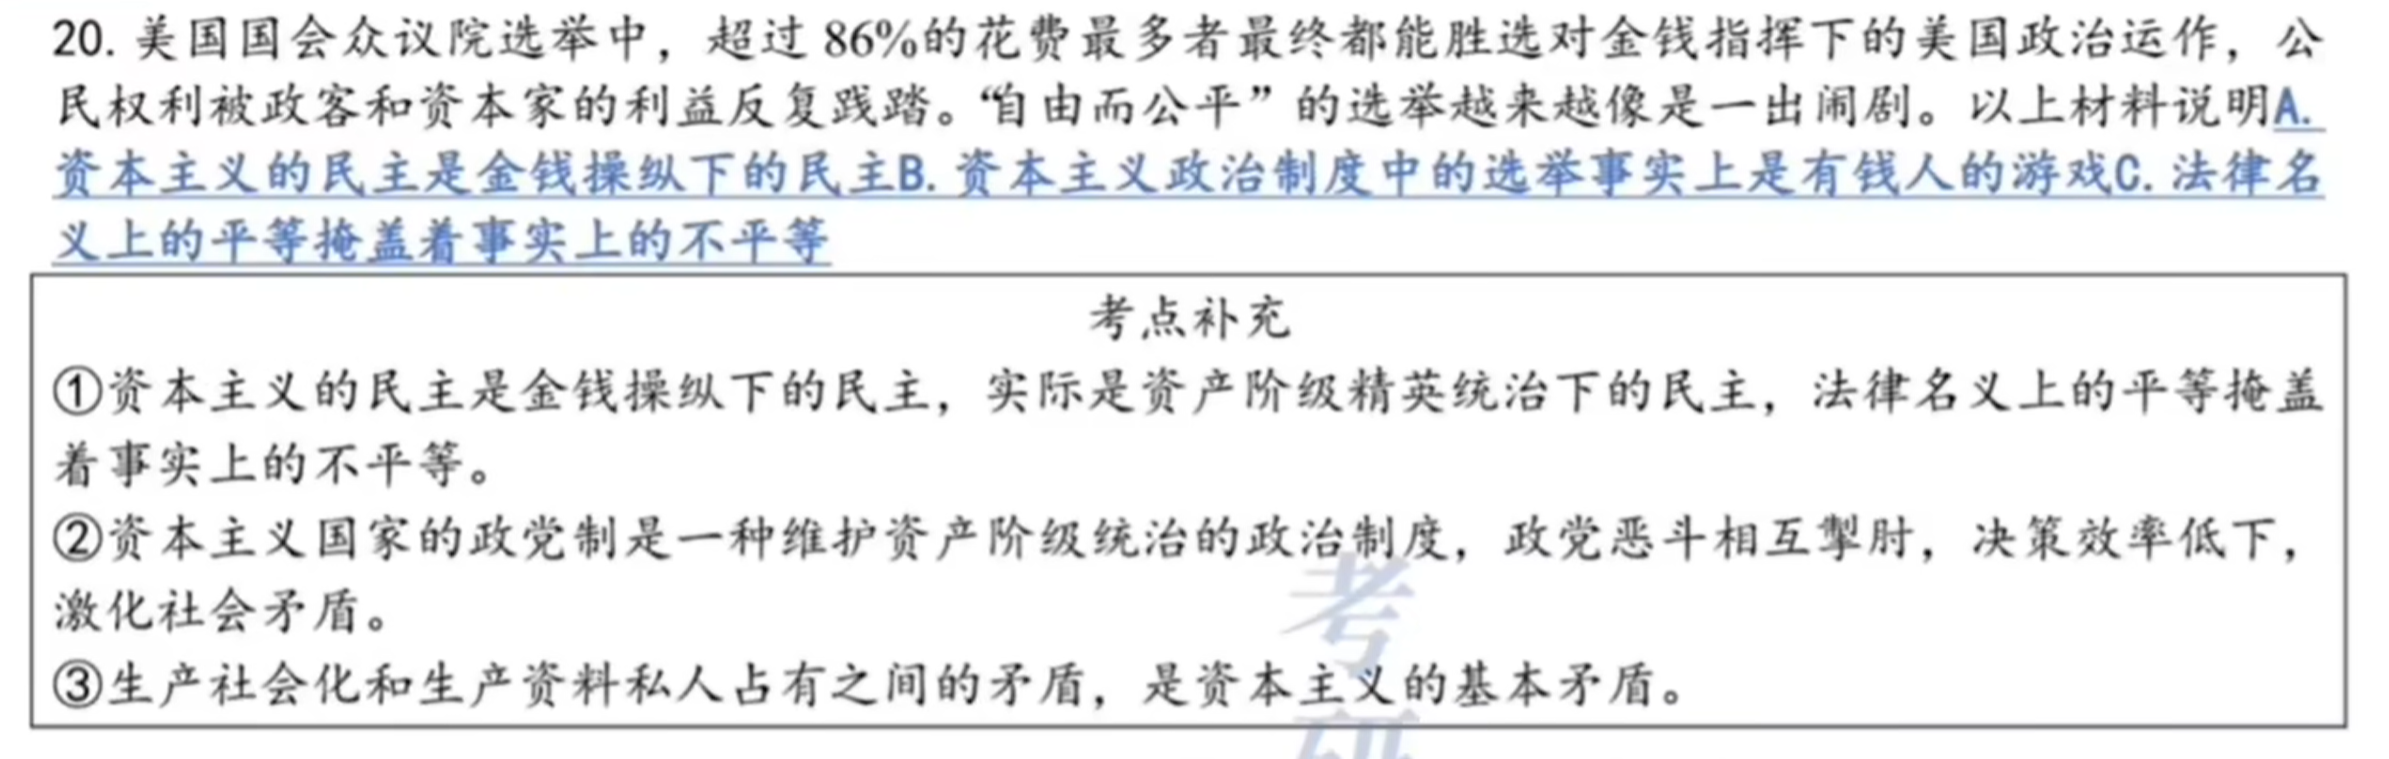 20. 美国国会众议院选举中，超过 86%的花费最多者最终都能胜选对金钱指挥下的美国政治运作，公
民权利被政客和资本家的利益反复践踏。“自由而公平”的选举越来越像是一出闹剧。以上材料说明A.
资本主义的民主是金钱操纵下的民主B. 资本主义政治制度中的选举事实上是有钱人的游戏C. 法律名
义上的平等掩盖着事实上的不平等
考点补充
①资本主义的民主是金钱操纵下的民主，实际是资产阶级精英统治下的民主，法律名义上的平等掩盖
着事实上的不平等。
②资本主义国家的政党制是一种维护资产阶级统治的政治制度，政党恶斗相互掣肘，决策效率低下，
激化社会矛盾。
③生产社会化和生产资料私人占有之间的矛盾，是资本主义的基本矛盾。
考
研